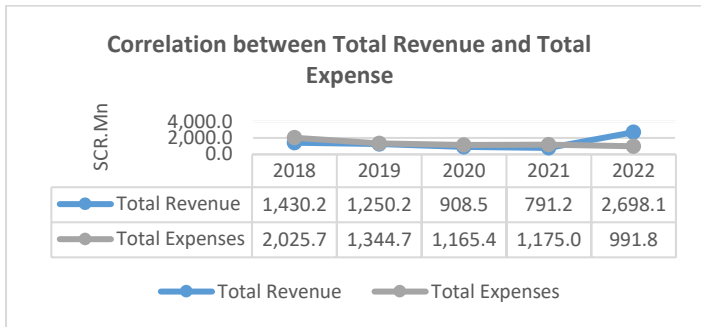 Correlation between Total Revenue and Total
Expense
SCR.Mn
4,000.0
2,000.0
0.0
2018 2019 2020 2021 2022
Total Revenue 1,430.2 1,250.2 908.5 791.2 2,698.1
Total Expenses 2,025.7 1,344.7 1,165.4 1,175.0 991.8
Total Revenue Total Expenses